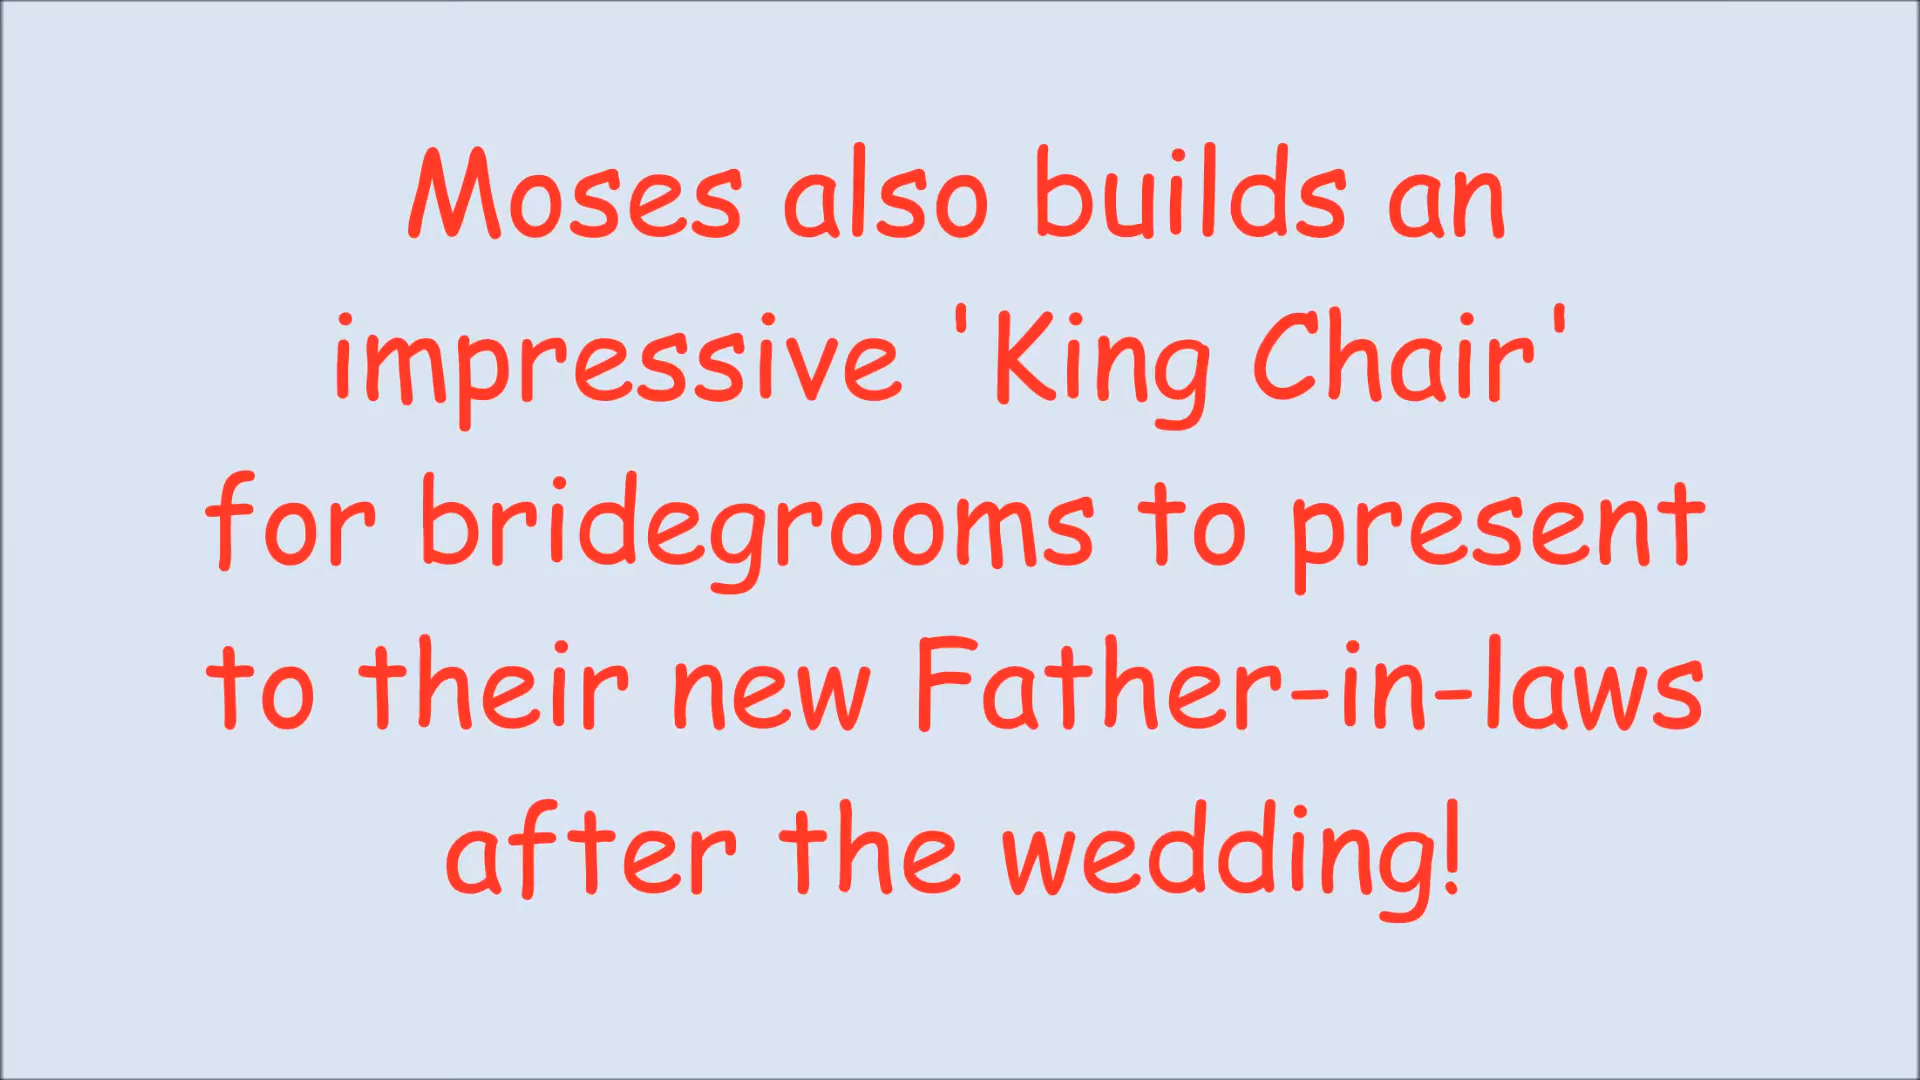 Moses also builds an
impressive 'King Chair'
for bridegrooms to present
to their new Father-in-laws
after the wedding!